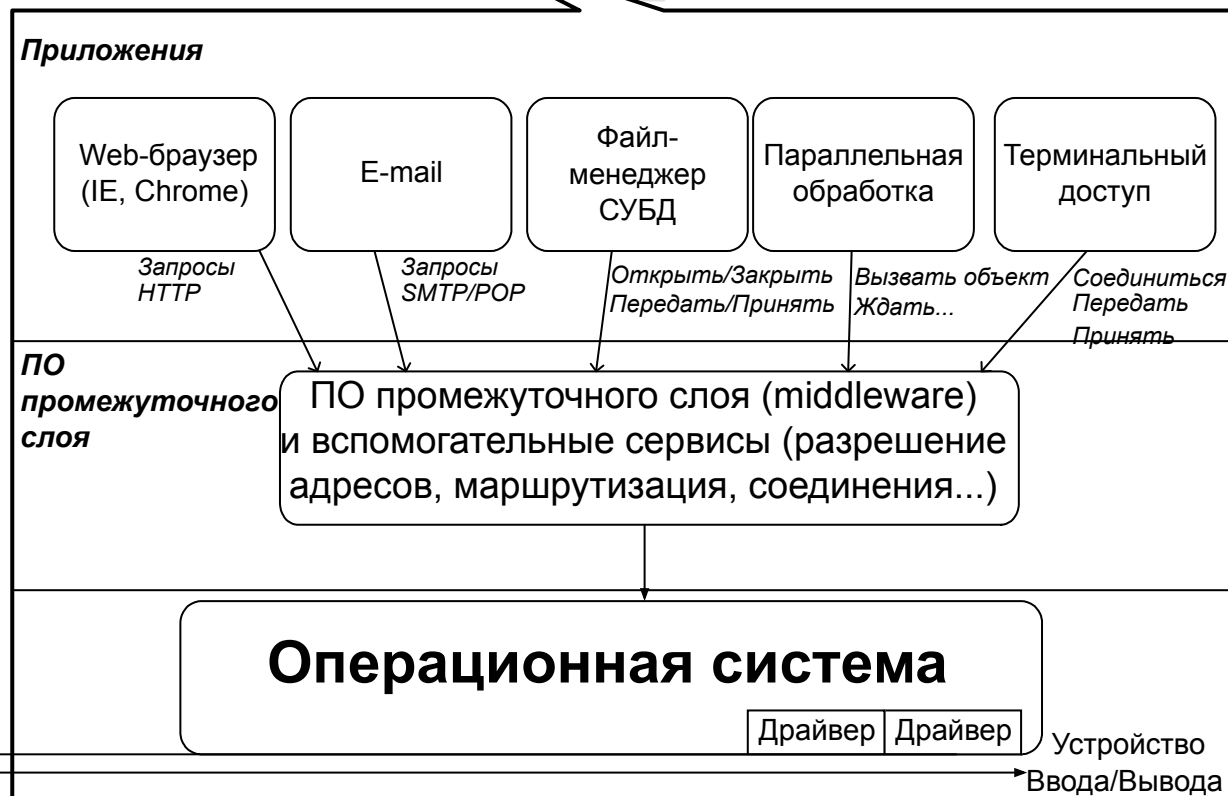 Приложения
Web-браузер
(IE, Chrome)
E-mail
Файл-
менеджер
СУБД
Параллельная
обработка
Терминальный
доступ
Запросы
HTTP
Запросы
SMTP/POP
Открыть/Закрыть
Передать/Принять
Вызвать объект
Ждать...
Соединиться
Передать
Принять
ПО
промежуточного
слоя
ПО промежуточного слоя (middleware)
и вспомогательные сервисы (разрешение
адресов, маршрутизация, соединения...)
Операционная система
Драйвер
Драйвер
Устройство
Ввода/Вывода